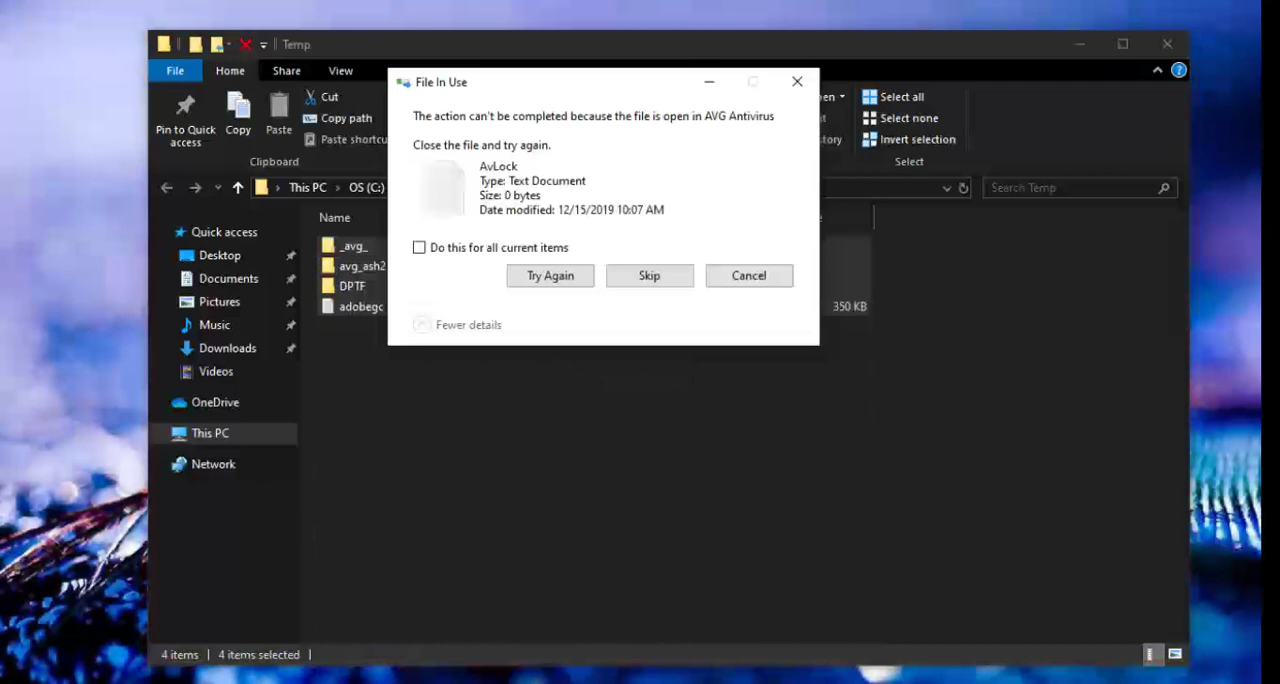 Temp
File Home Share View
File In Use
The action can't be completed because the file is open in AVG Antivirus
Close the file and try again.
AvLock
Type: Text Document
Size: 0 bytes
Date modified: 12/15/2019 10:07 AM
Do this for all current items
Try Again Skip Cancel
Fewer details
Pin to Quick access
Copy
Paste
Cut
Copy path
Paste shortcu
Clipboard
en
t
tory
Select all
Select none
Invert selection
Select
This PC › OS (C:)
Search Temp
Quick access
Desktop
Documents
Pictures
Music
Downloads
Videos
OneDrive
This PC
Network
Name
_avg_
avg_ash2
DPTF
adobegc
350 KB
4 items 4 items selected